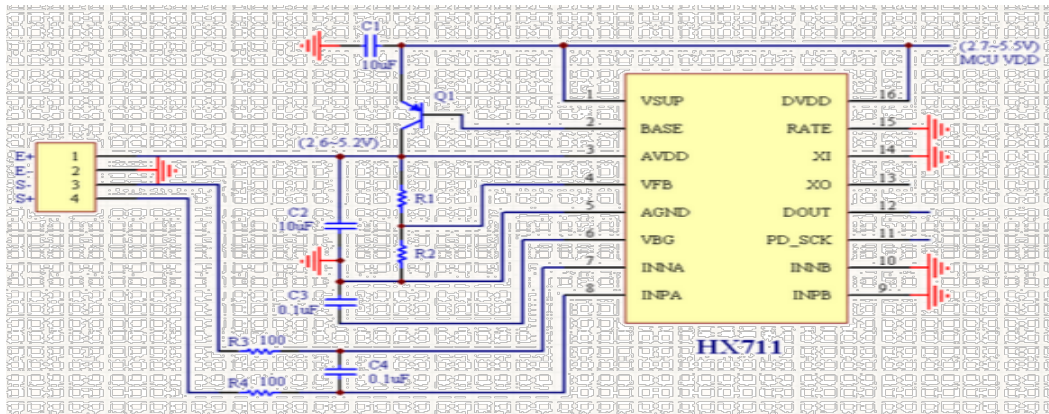 C1
10uF
(2.7~5.5V)
MCU VDD
Q1
1 VSUP DVDD 16
2 BASE RATE 15
(2.6~5.2V)
3 AVDD XI 14
4 VFB XO 13
5 AGND DOUT 12
6 VBG PD_SCK 11
7 INNA INNB 10
8 INPA INPB 9
E+ 1
E- 2
S- 3
S+ 4
R1
C2
10uF
R2
C3
0.1uF
R3 100
C4
0.1uF
R4 100
HX711